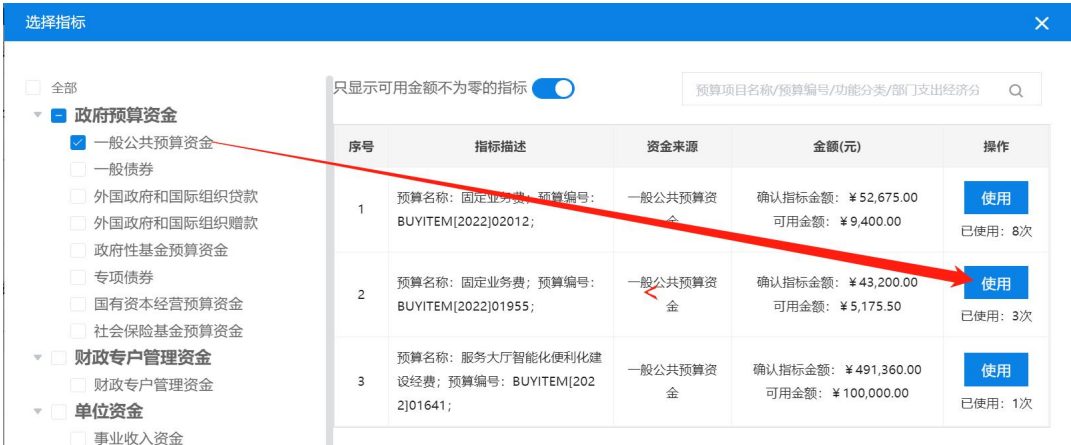 选择指标
全部
政府预算资金
一般公共预算资金
一般债券
外国政府和国际组织贷款
外国政府和国际组织赠款
政府性基金预算资金
专项债券
国有资本经营预算资金
社会保险基金预算资金
财政专户管理资金
财政专户管理资金
单位资金
事业收入资金
只显示可用金额不为零的指标
预算项目名称/预算编号/功能分类/部门支出经济分
序号 指标描述 资金来源 金额(元) 操作
1
预算名称：固定业务费；预算编号：
BUYITEM[2022]02012;
一般公共预算资
金
确认指标金额：￥52,675.00
可用金额：￥9,400.00
使用
已使用：8次
2
预算名称：固定业务费；预算编号：
BUYITEM[2022]01955;
一般公共预算资
金
确认指标金额：￥43,200.00
可用金额：￥5,175.50
使用
已使用：3次
3
预算名称：服务大厅智能化便利化建
设经费；预算编号：BUYITEM[202
2]01641;
一般公共预算资
金
确认指标金额：￥491,360.00
可用金额：￥100,000.00
使用
已使用：1次